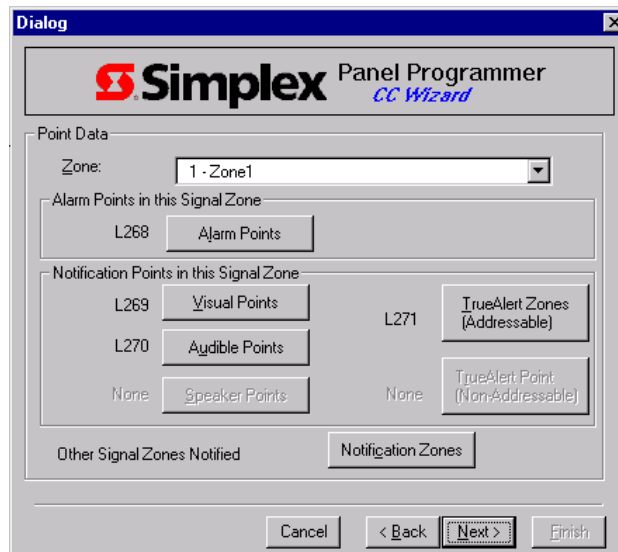 Dialog
Simplex
Panel Programmer
CC Wizard
Point Data
Zone:
1 - Zone1
Alarm Points in this Signal Zone
L268
Alarm Points
Notification Points in this Signal Zone
L269
Visual Points
L270
Audible Points
None
Speaker Points
L271
TrueAlert Zones
(Addressable)
None
TrueAlert Point
(Non-Addressable)
Other Signal Zones Notified
Notification Zones
Cancel
< Back
Next >
Finish